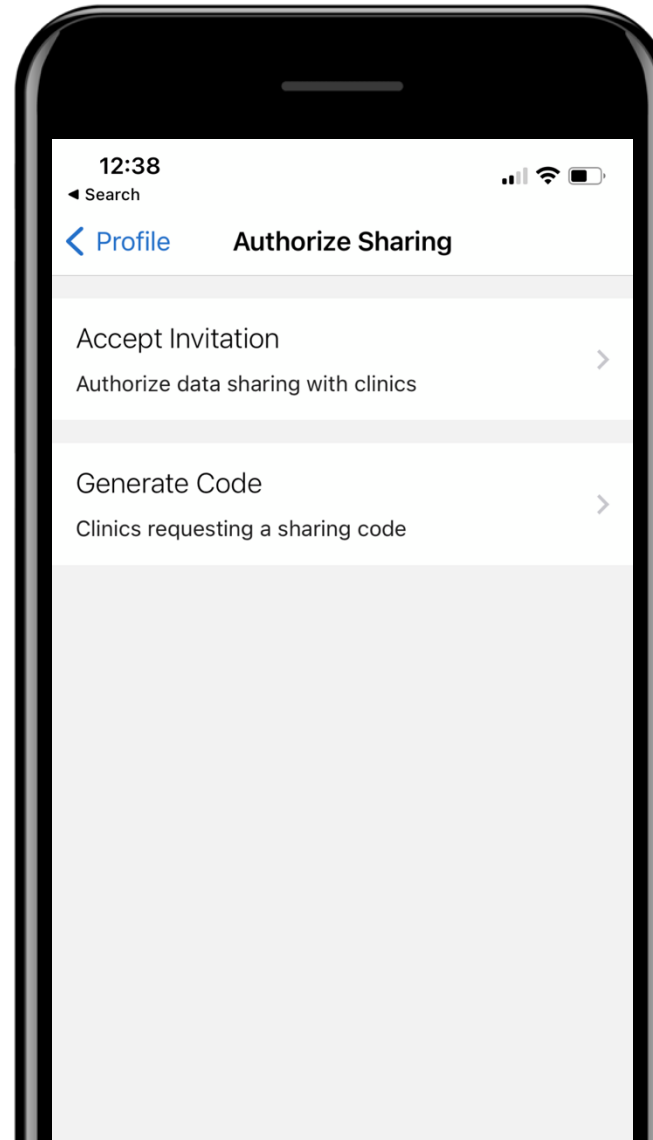 12:38
◄ Search
Profile Authorize Sharing
Accept Invitation
Authorize data sharing with clinics
Generate Code
Clinics requesting a sharing code